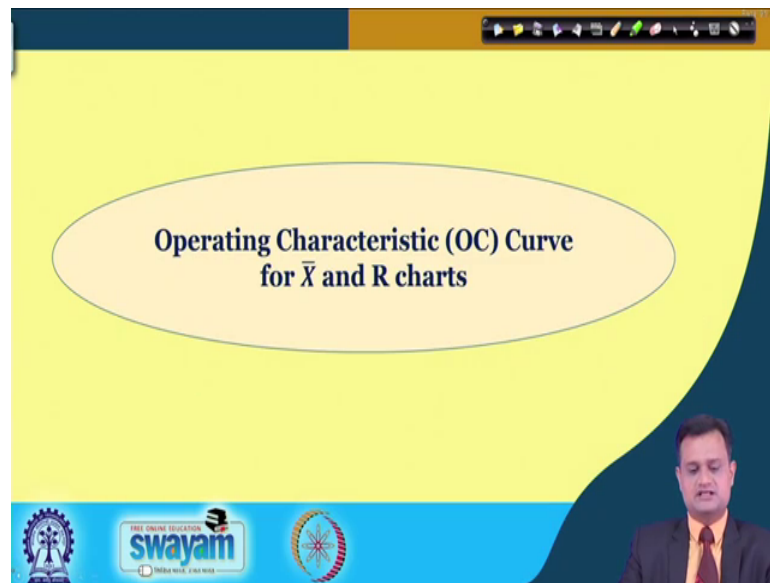 Operating Characteristic (OC) Curve
for X̄ and R charts
FREE ONLINE EDUCATION
swayam